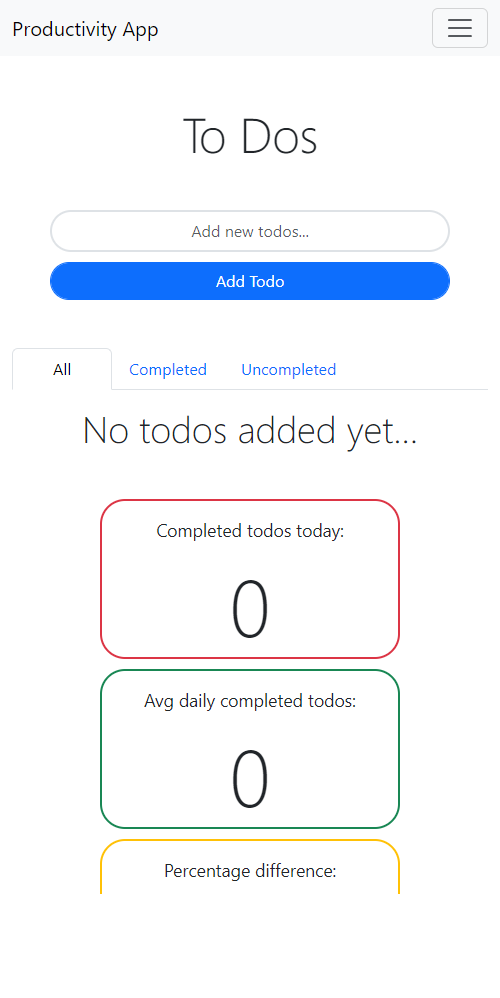 Productivity App
To Dos
Add new todos...
Add Todo
All Completed Uncompleted
No todos added yet...
Completed todos today:
0
Avg daily completed todos:
0
Percentage difference: